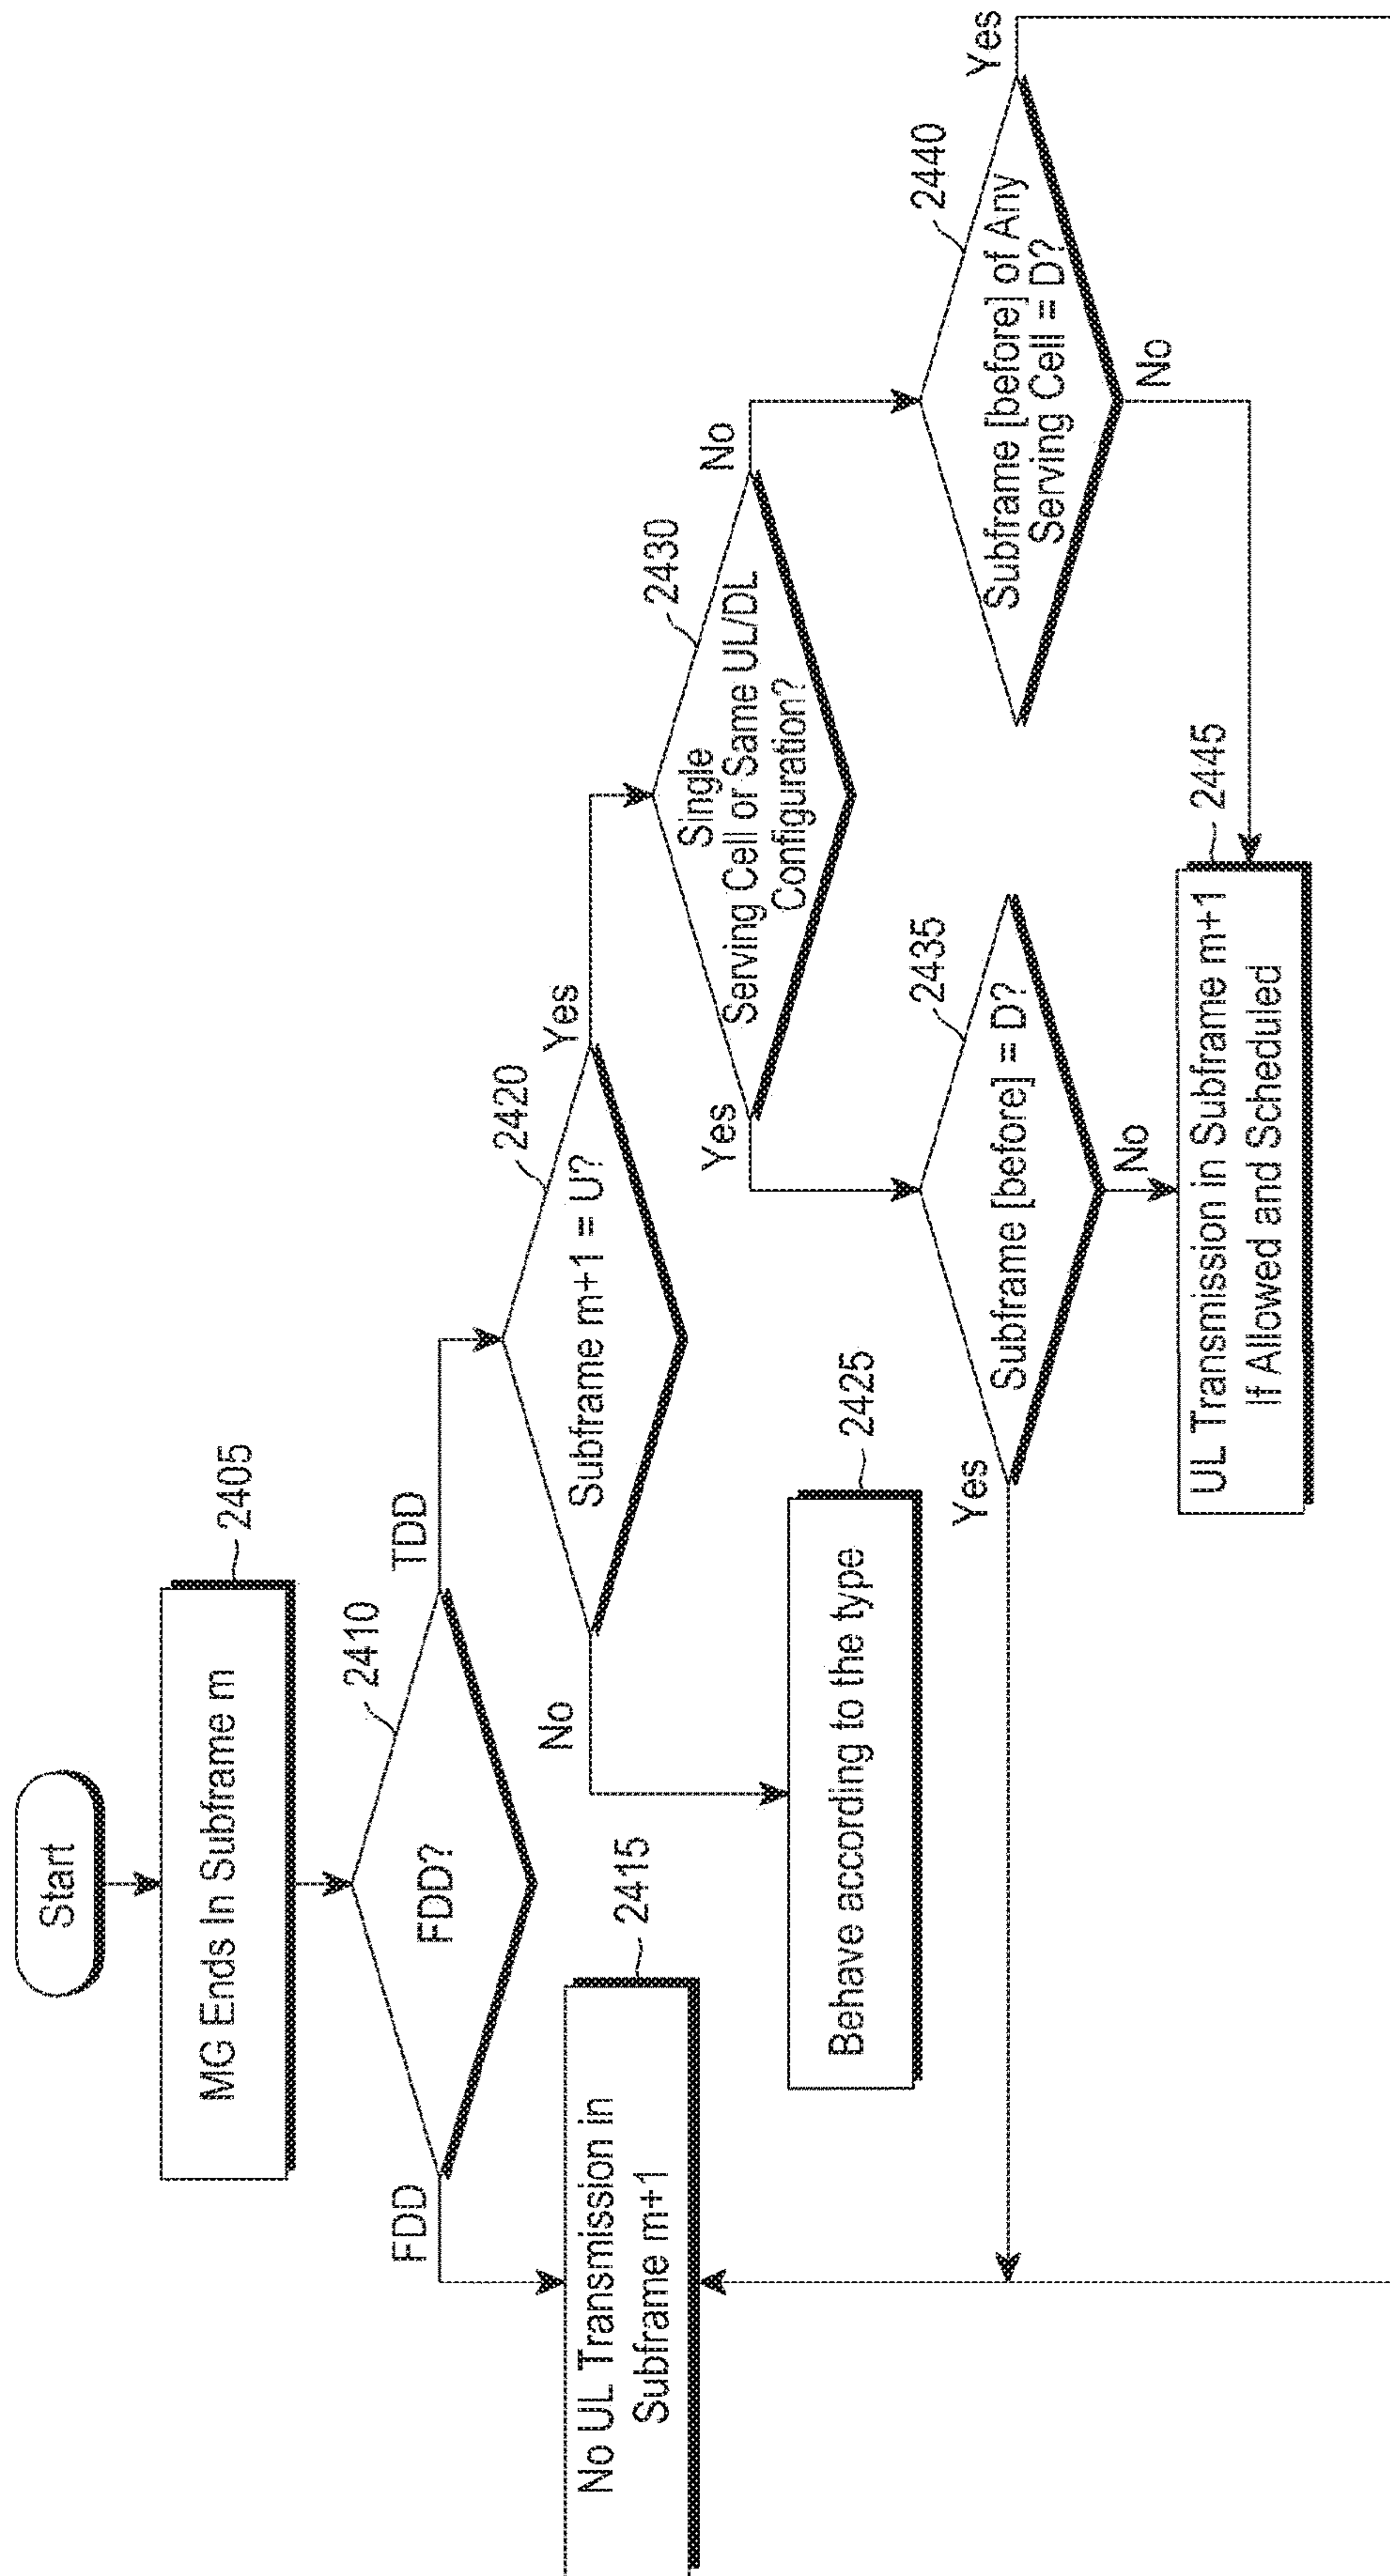 Start
MG Ends In Subframe m
2405
FDD?
2410
FDD
TDD
No UL Transmission in
Subframe m+1
2415
Subframe m+1 = U?
2420
No
Yes
Behave according to the type
2425
Single
Serving Cell or Same UL/DL
Configuration?
2430
Yes
No
Subframe [before] = D?
2435
Yes
No
Subframe [before] of Any
Serving Cell = D?
2440
Yes
No
UL Transmission in Subframe m+1
If Allowed and Scheduled
2445